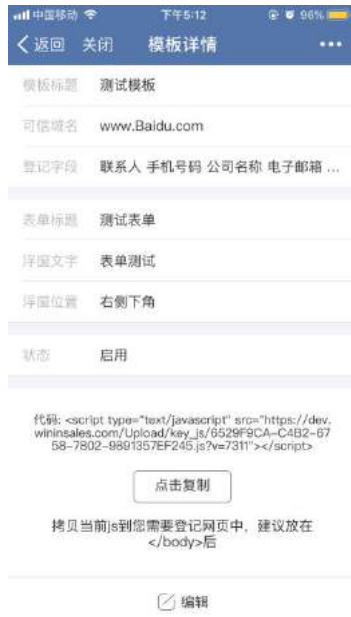 中国移动 下午5:12 96%
返回 关闭 模板详情
模板标题 测试模板
可信域名 www.Baidu.com
登记字段 联系人 手机号码 公司名称 电子邮箱 ...
表单标题 测试表单
浮窗文字 表单测试
浮窗位置 右侧下角
状态 启用
代码: <script type="text/javascript" src="https://dev.
wininsales.com/Upload/key_js/6529F9CA-C4B2-67
58-7802-9891357EF245.js?v=7311"></script>
点击复制
拷贝当前js到您需要登记网页中，建议放在
</body>后
编辑